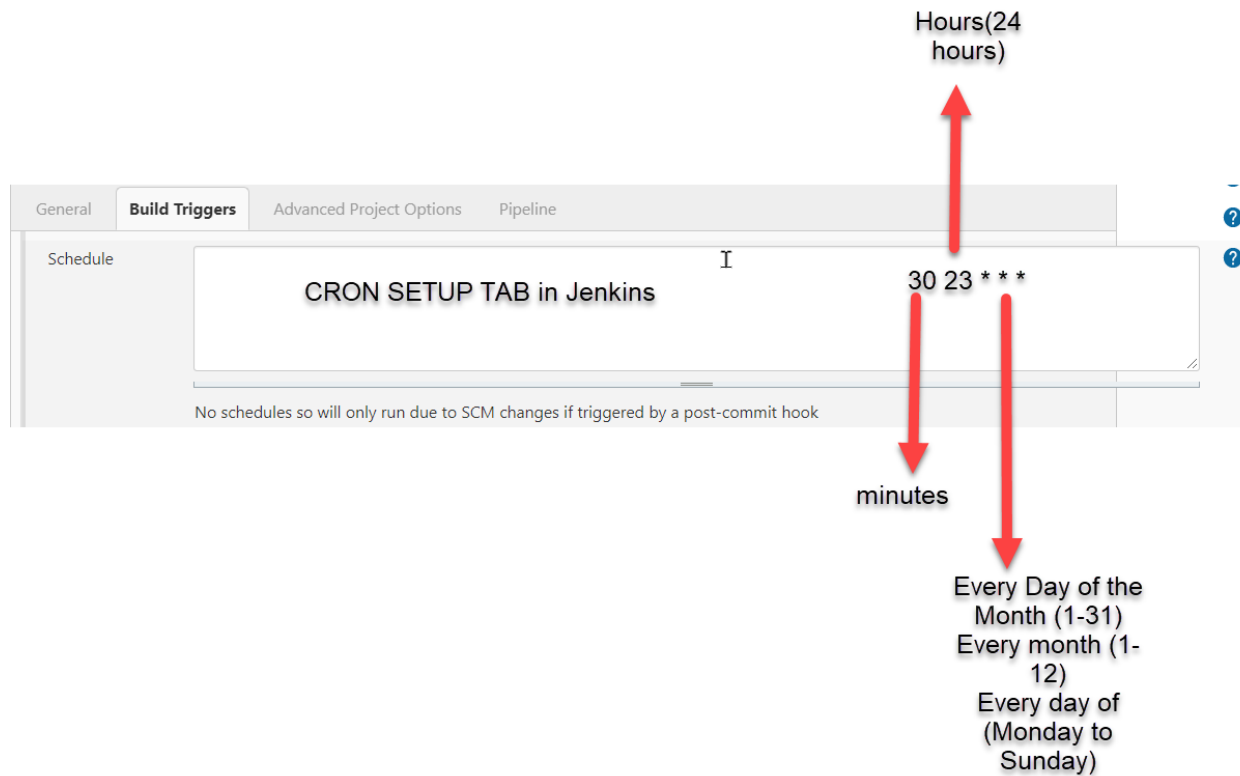 Hours(24
hours)
General Build Triggers Advanced Project Options Pipeline
Schedule
CRON SETUP TAB in Jenkins
30 23 * * *
No schedules so will only run due to SCM changes if triggered by a post-commit hook
minutes
Every Day of the
Month (1-31)
Every month (1-
12)
Every day of
(Monday to
Sunday)